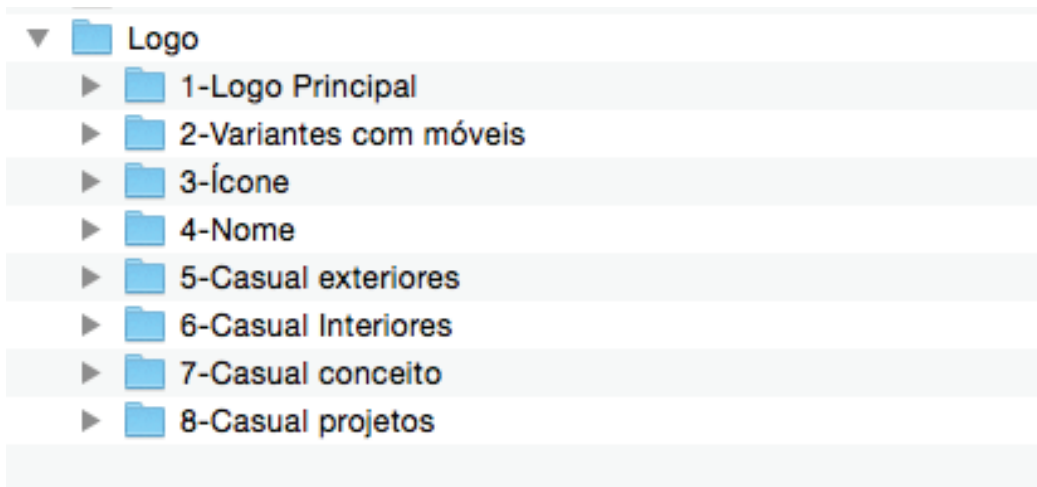 Logo
1-Logo Principal
2-Variantes com móveis
3-Ícone
4-Nome
5-Casual exteriores
6-Casual Interiores
7-Casual conceito
8-Casual projetos